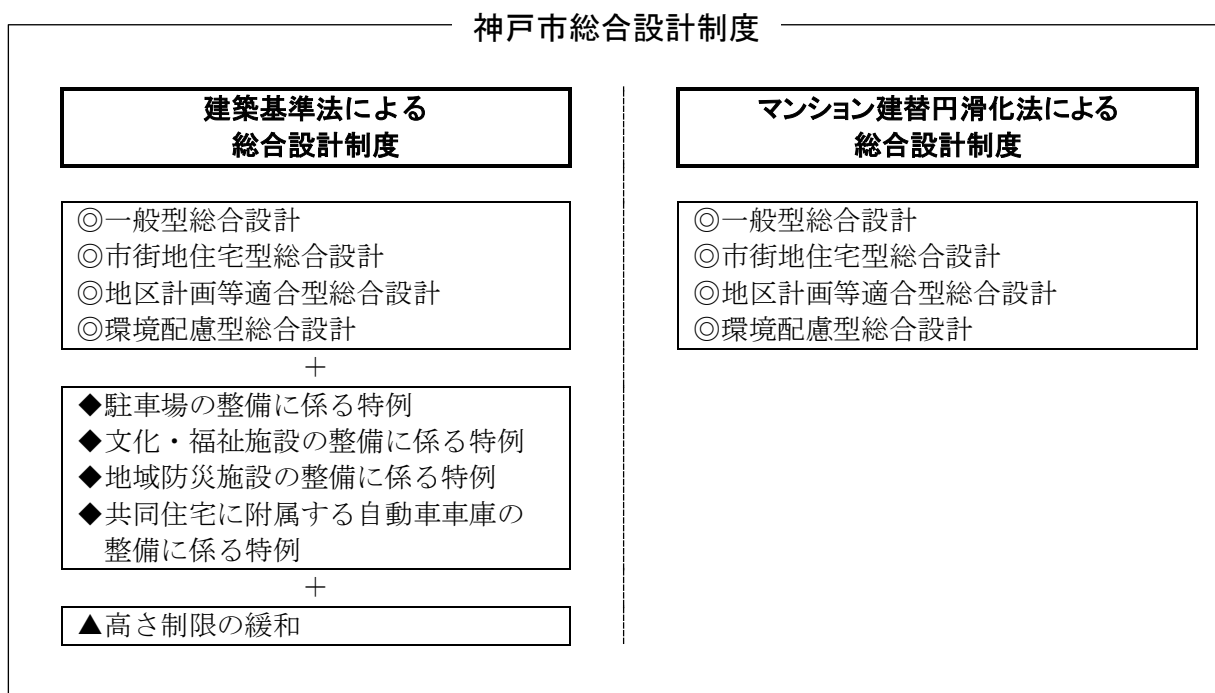 神戸市総合設計制度
建築基準法による
総合設計制度
◎一般型総合設計
◎市街地住宅型総合設計
◎地区計画等適合型総合設計
◎環境配慮型総合設計
＋
◆駐車場の整備に係る特例
◆文化・福祉施設の整備に係る特例
◆地域防災施設の整備に係る特例
◆共同住宅に附属する自動車車庫の
整備に係る特例
＋
▲高さ制限の緩和
マンション建替円滑化法による
総合設計制度
◎一般型総合設計
◎市街地住宅型総合設計
◎地区計画等適合型総合設計
◎環境配慮型総合設計